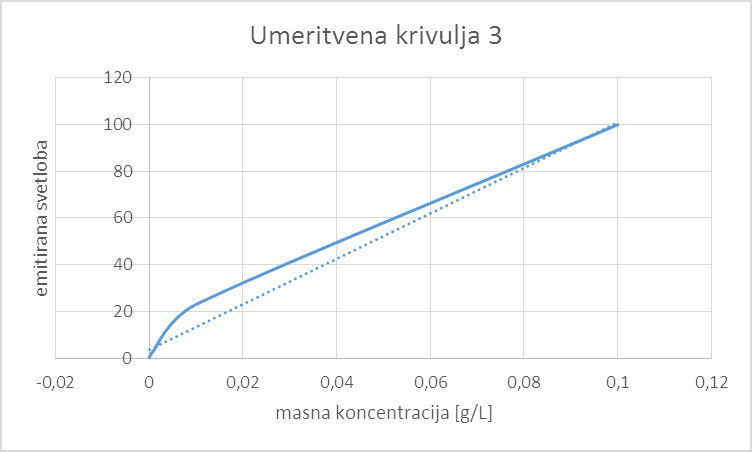 Umeritvena krivulja 3
emitirana svetloba
120
100
80
60
40
20
0
-0,02 0 0,02 0,04 0,06 0,08 0,1 0,12
masna koncentracija [g/L]